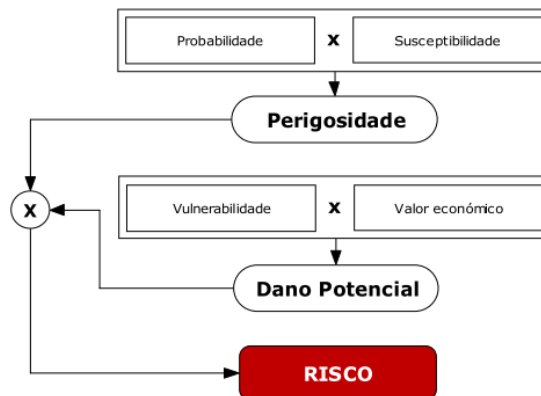 Probabilidade x Susceptibilidade
Perigosidade
X
Vulnerabilidade x Valor económico
Dano Potencial
RISCO